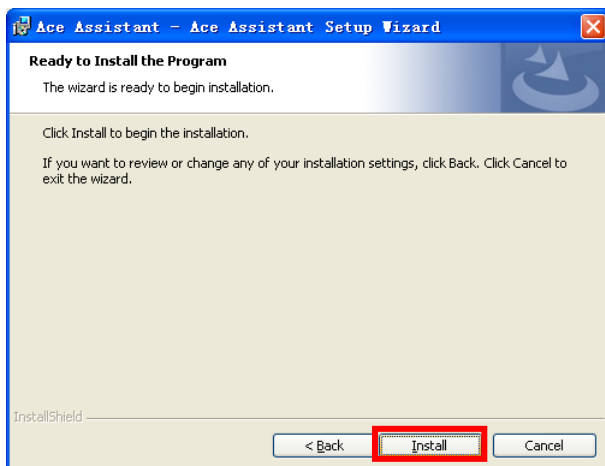 Ace Assistant - Ace Assistant Setup Wizard
Ready to Install the Program
The wizard is ready to begin installation.
Click Install to begin the installation.
If you want to review or change any of your installation settings, click Back. Click Cancel to
exit the wizard.
InstallShield
< Back Install Cancel